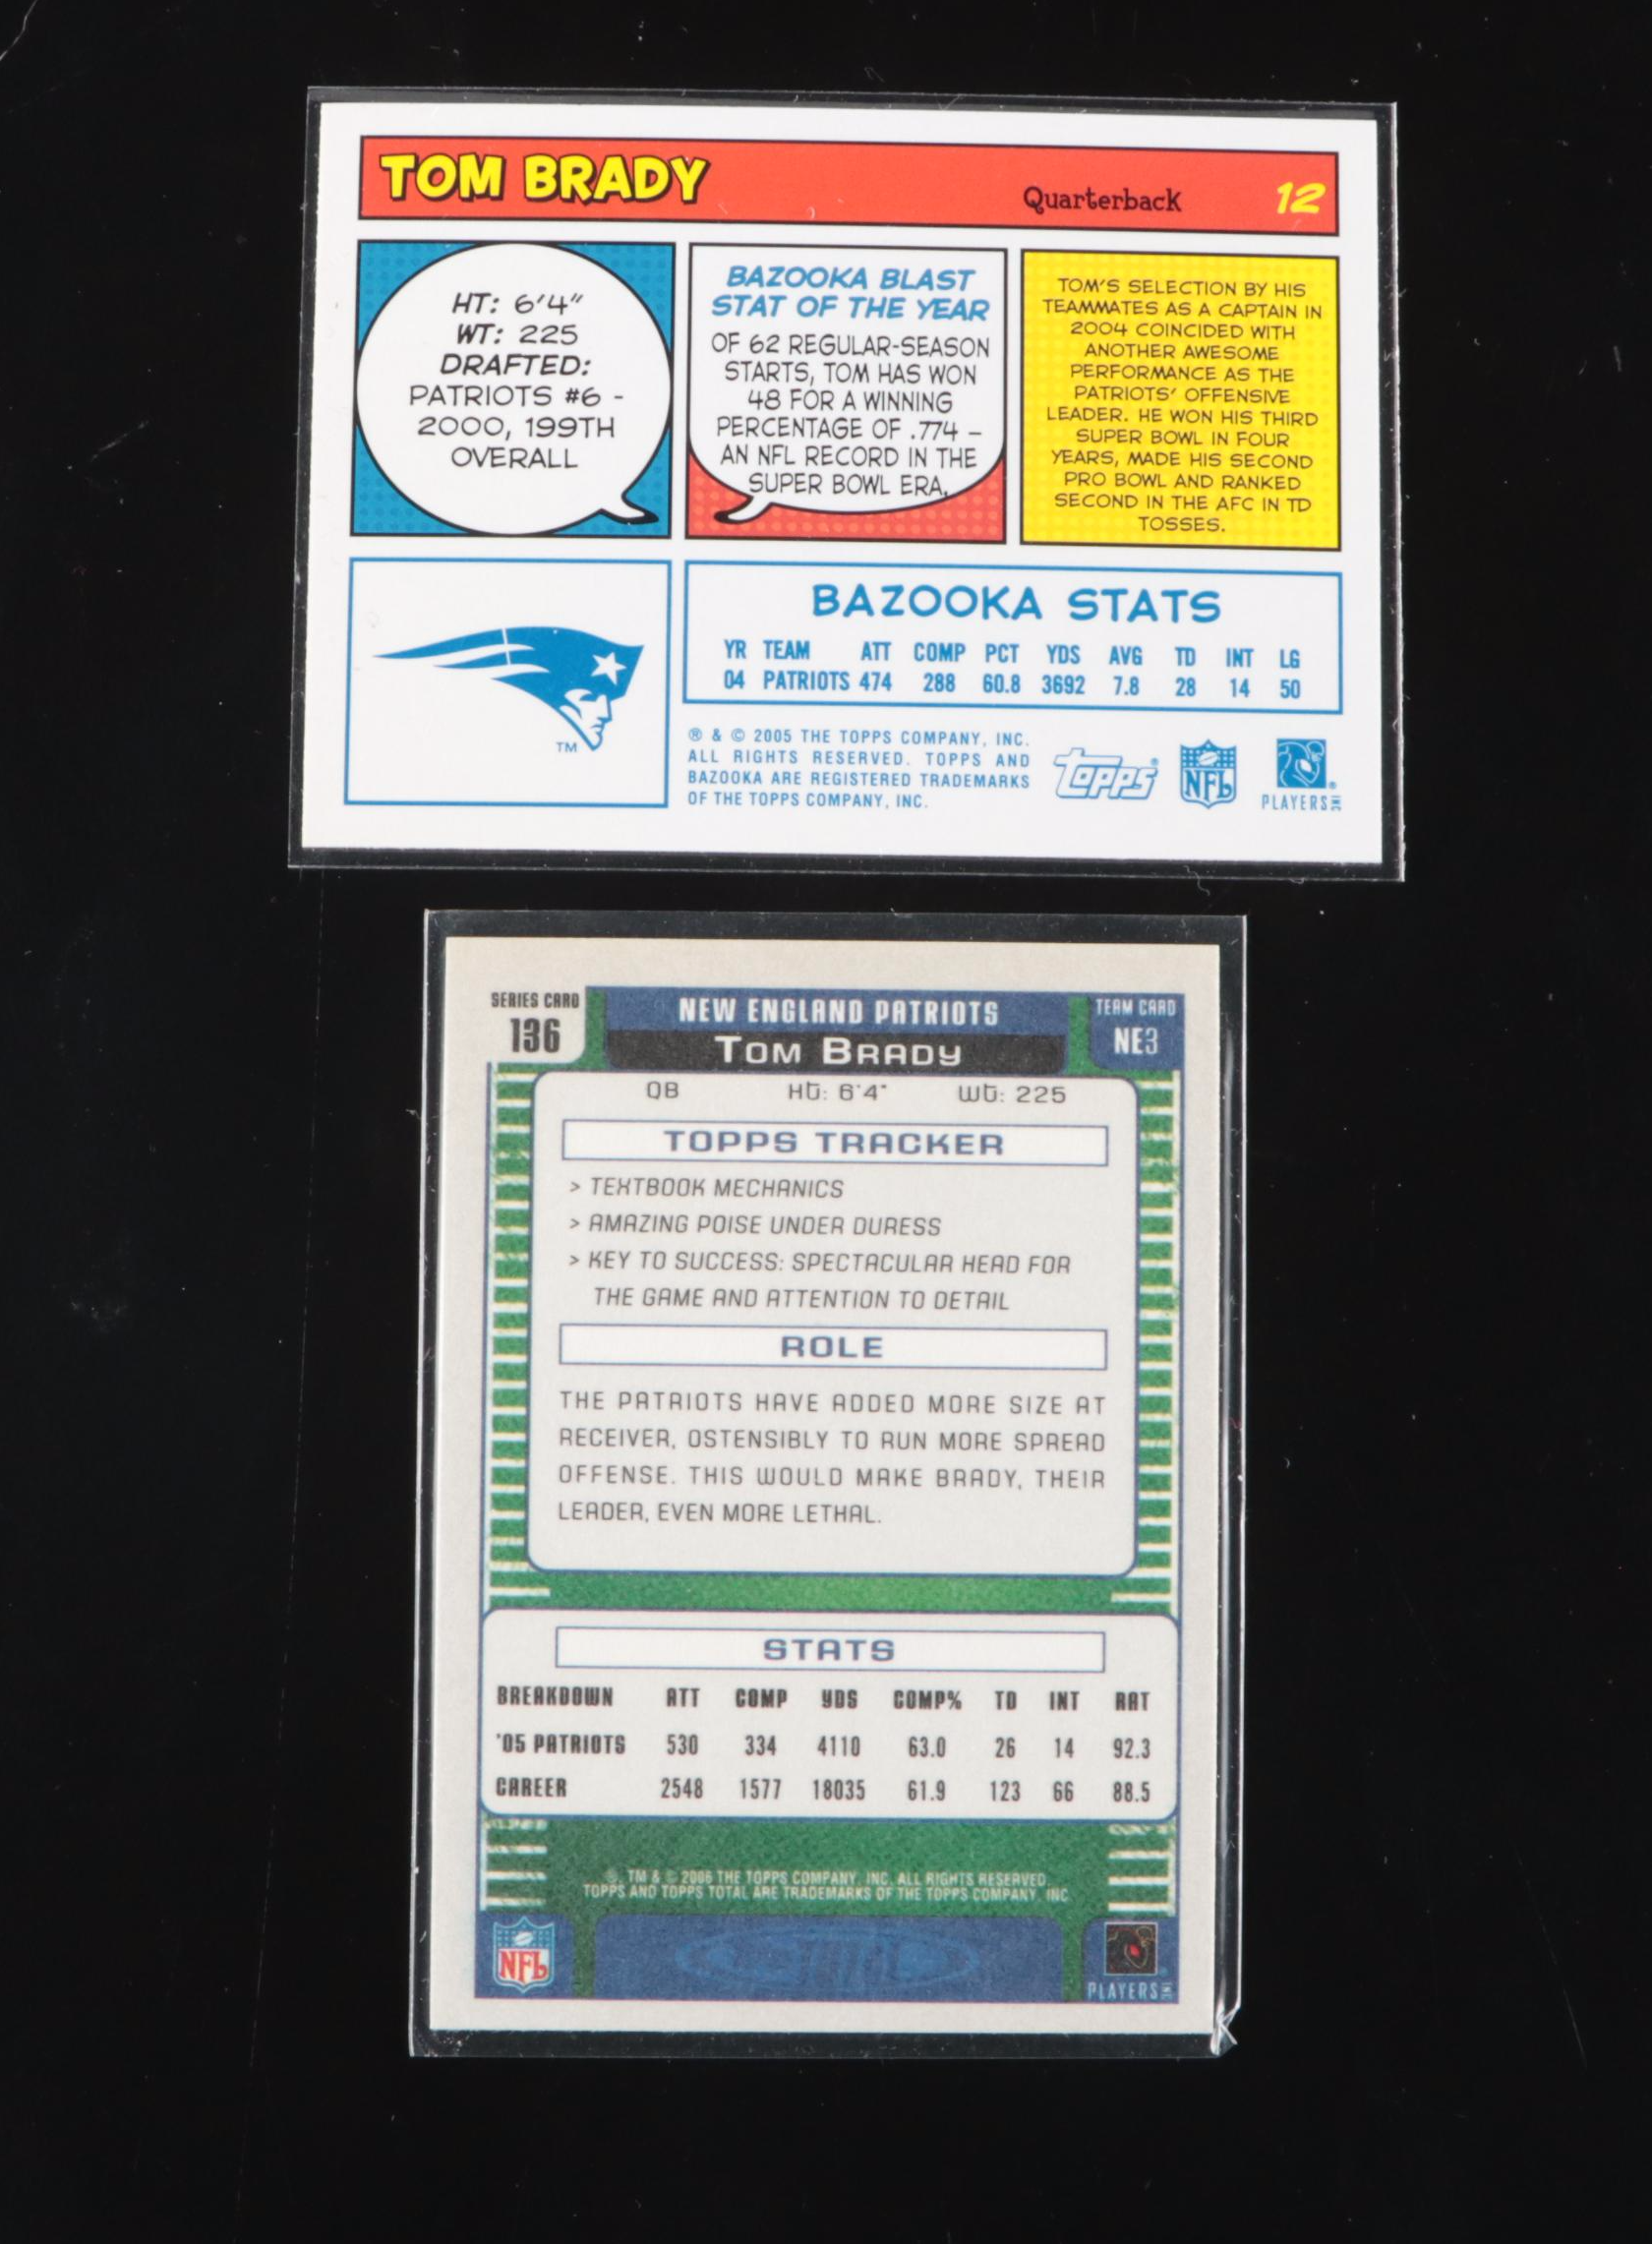 TOM BRADY Quarterback 12
HT: 6'4"
WT: 225
DRAFTED:
PATRIOTS #6 -
2000, 199TH
OVERALL
BAZOOKA BLAST
STAT OF THE YEAR
OF 62 REGULAR-SEASON
STARTS, TOM HAS WON
48 FOR A WINNING
PERCENTAGE OF .774 –
AN NFL RECORD IN THE
SUPER BOWL ERA.
TOM'S SELECTION BY HIS
TEAMMATES AS A CAPTAIN IN
2004 COINCIDED WITH
ANOTHER AWESOME
PERFORMANCE AS THE
PATRIOTS' OFFENSIVE
LEADER. HE WON HIS THIRD
SUPER BOWL IN FOUR
YEARS, MADE HIS SECOND
PRO BOWL AND RANKED
SECOND IN THE AFC IN TD
TOSSES.
TM
BAZOOKA STATS
YR TEAM ATT COMP PCT YDS AVG TD INT LG
04 PATRIOTS 474 288 60.8 3692 7.8 28 14 50
® & © 2005 THE TOPPS COMPANY, INC.
ALL RIGHTS RESERVED. TOPPS AND
BAZOOKA ARE REGISTERED TRADEMARKS
OF THE TOPPS COMPANY, INC.
Topps® NFL PLAYERS INC
SERIES CARD
136
NEW ENGLAND PATRIOTS
TOM BRADY
TEAM CARD
NE3
QB Ht: 6'4" Wt: 225
TOPPS TRACKER
> TEXTBOOK MECHANICS
> AMAZING POISE UNDER DURESS
> KEY TO SUCCESS: SPECTACULAR HEAD FOR
THE GAME AND ATTENTION TO DETAIL
ROLE
THE PATRIOTS HAVE ADDED MORE SIZE AT
RECEIVER, OSTENSIBLY TO RUN MORE SPREAD
OFFENSE. THIS WOULD MAKE BRADY, THEIR
LEADER, EVEN MORE LETHAL.
STATS
BREAKDOWN ATT COMP YDS COMP% TD INT RAT
'05 PATRIOTS 530 334 4110 63.0 26 14 92.3
CAREER 2548 1577 18035 61.9 123 66 88.5
®, TM & © 2006 THE TOPPS COMPANY, INC. ALL RIGHTS RESERVED.
TOPPS AND TOPPS TOTAL ARE TRADEMARKS OF THE TOPPS COMPANY, INC
NFL
PLAYERS INC